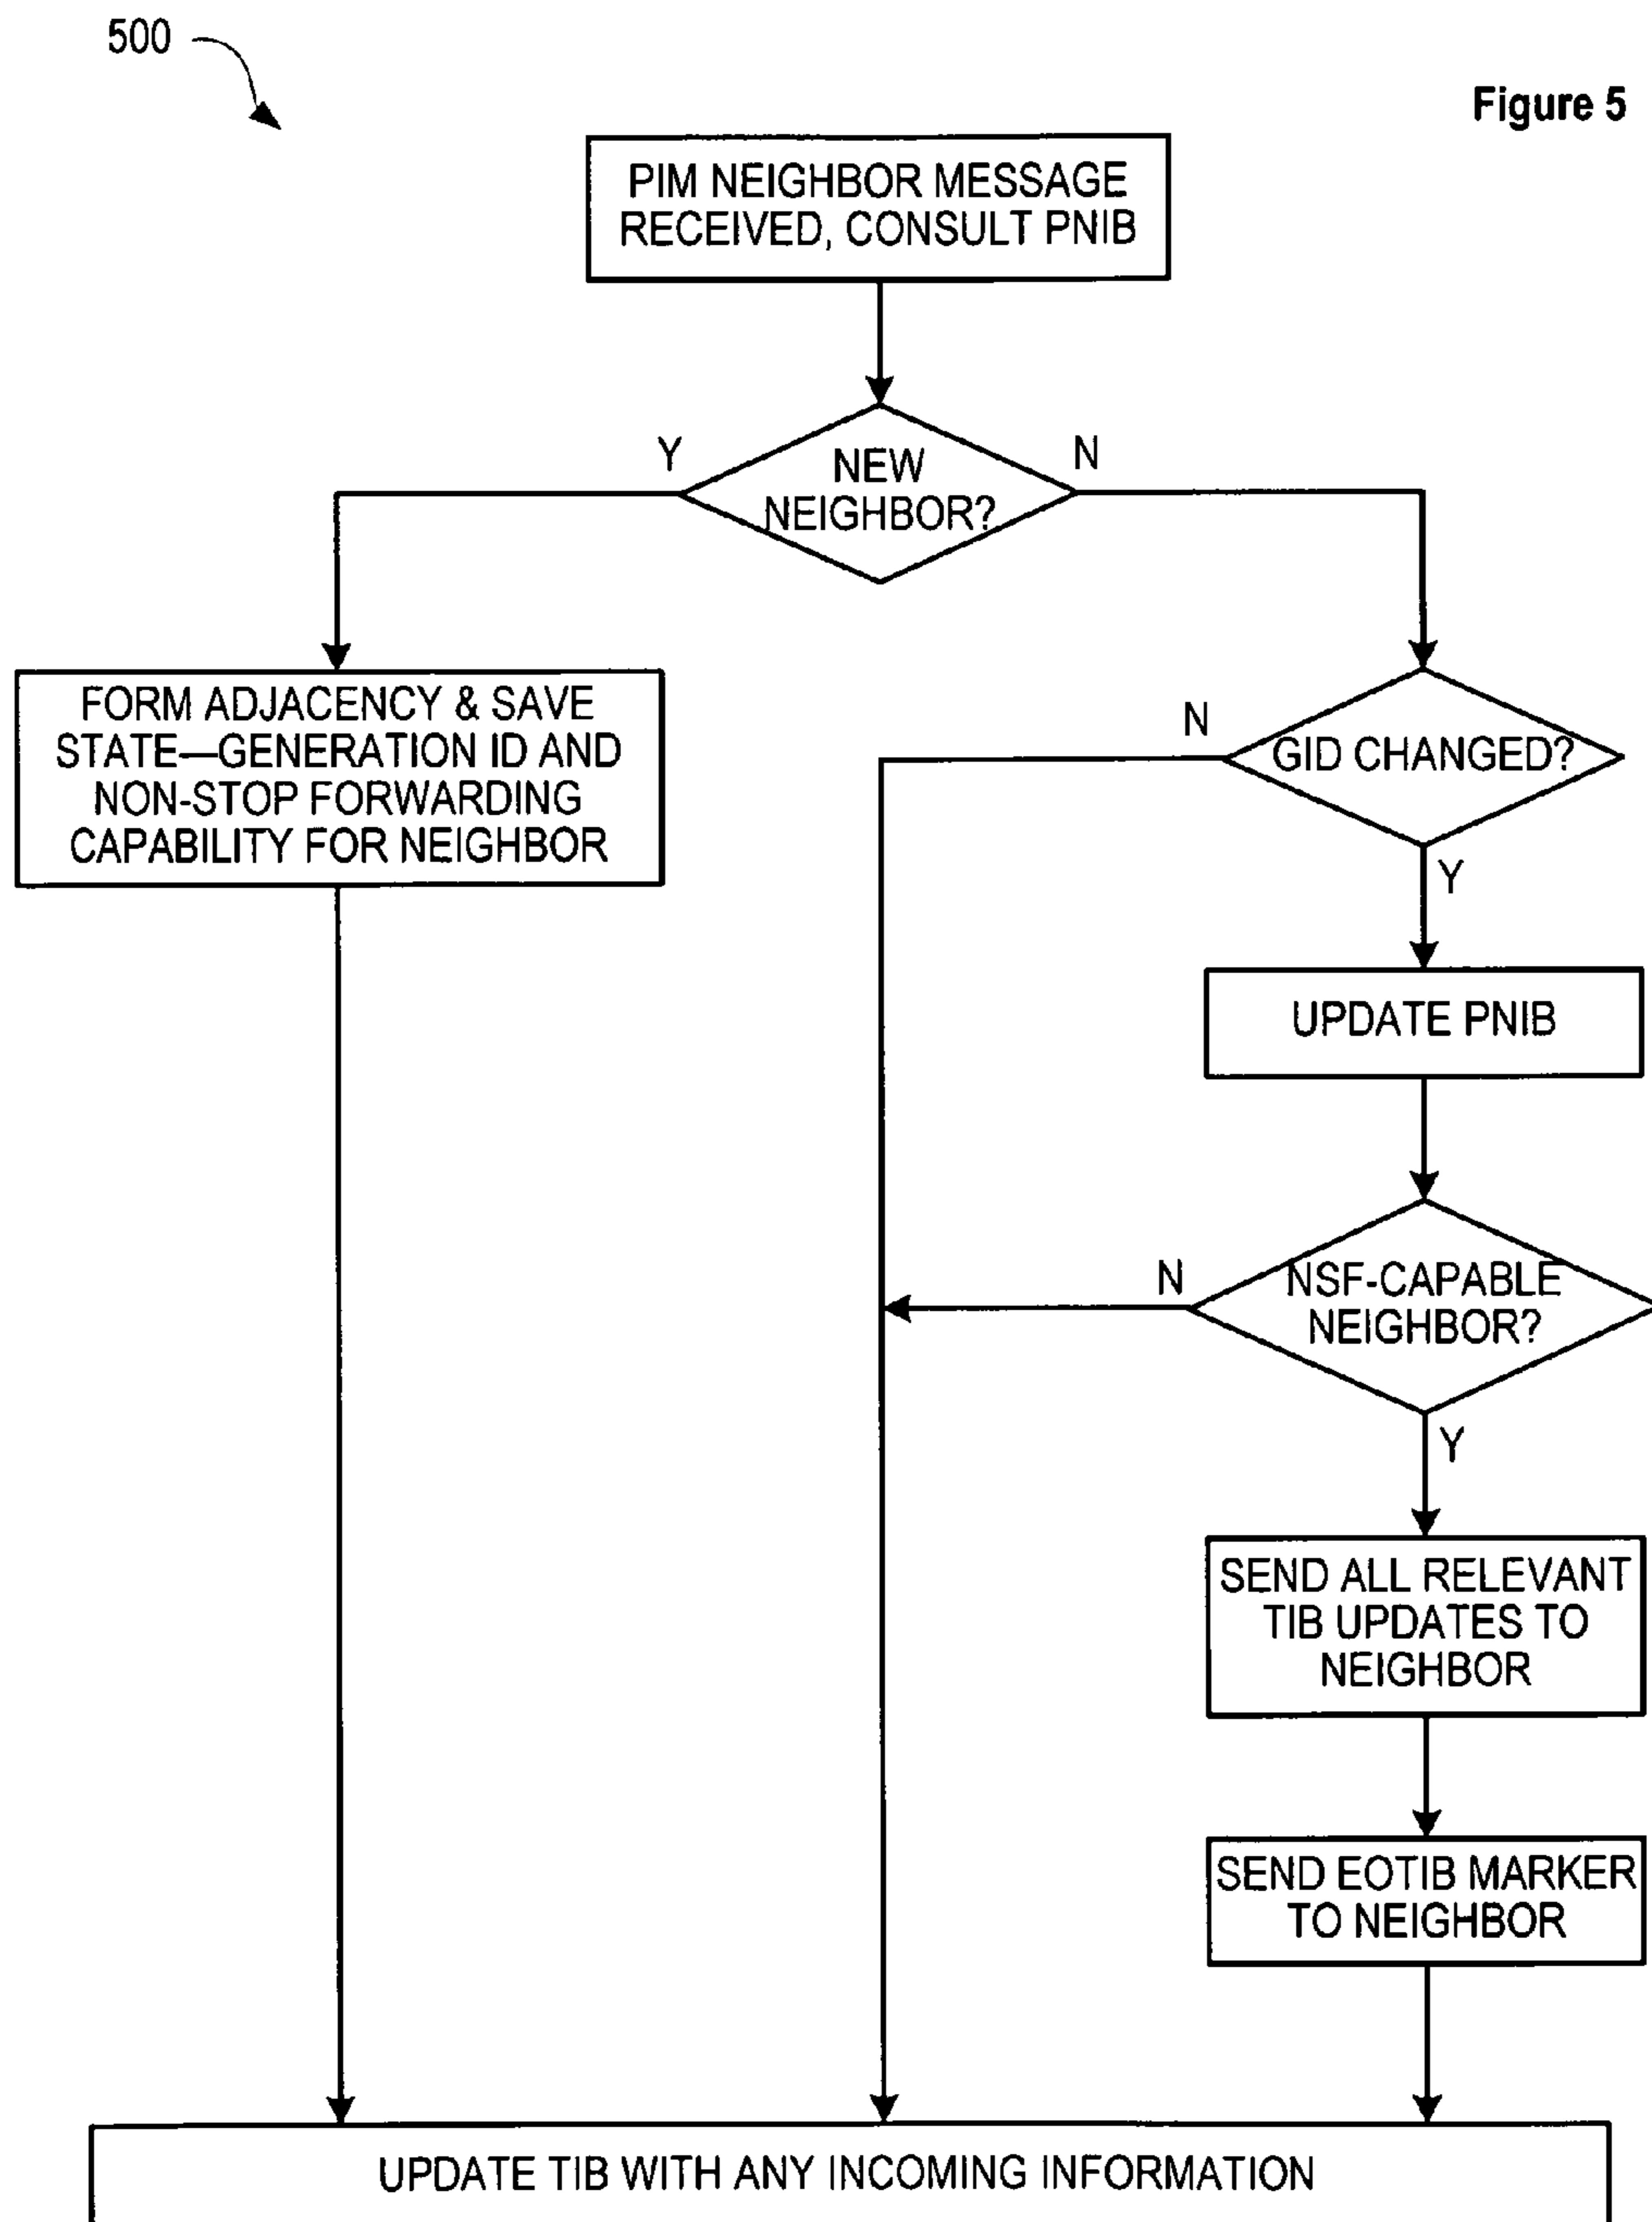 500
Figure 5
PIM NEIGHBOR MESSAGE
RECEIVED, CONSULT PNIB
Y
NEW
NEIGHBOR?
N
FORM ADJACENCY & SAVE
STATE—GENERATION ID AND
NON-STOP FORWARDING
CAPABILITY FOR NEIGHBOR
N
GID CHANGED?
Y
UPDATE PNIB
N
NSF-CAPABLE
NEIGHBOR?
Y
SEND ALL RELEVANT
TIB UPDATES TO
NEIGHBOR
SEND EOTIB MARKER
TO NEIGHBOR
UPDATE TIB WITH ANY INCOMING INFORMATION